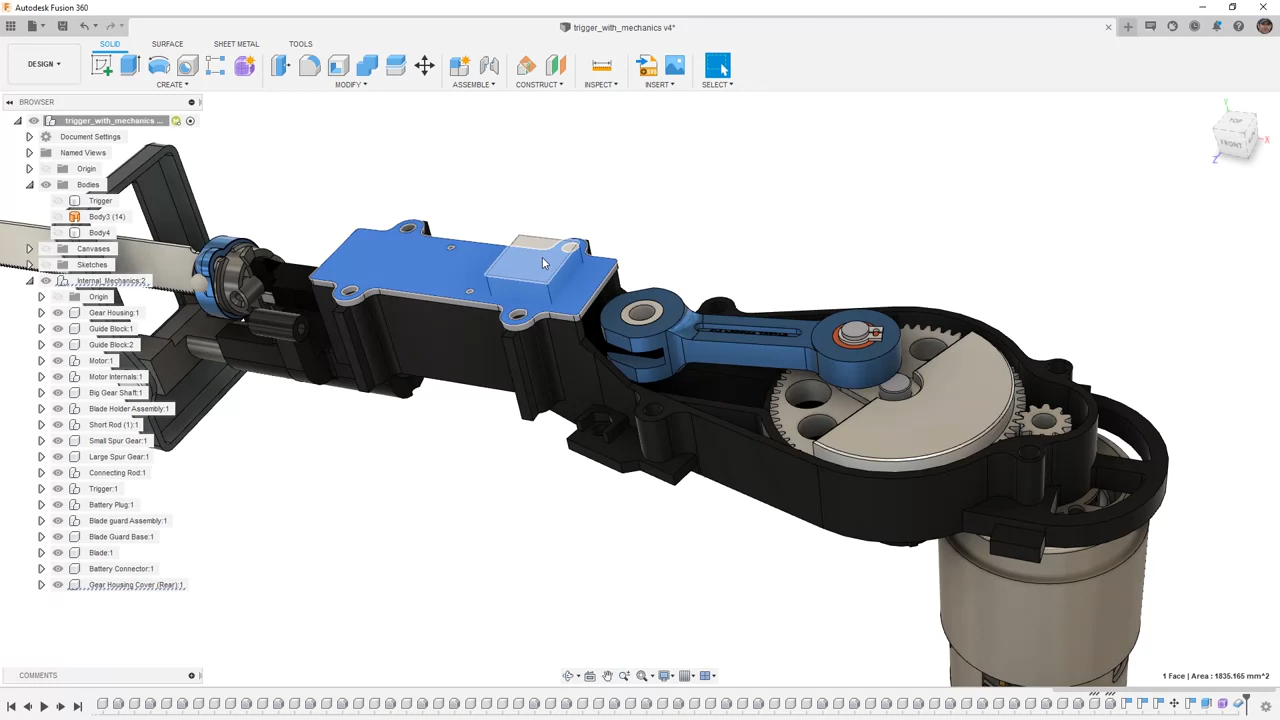 Autodesk Fusion 360
trigger_with_mechanics v4*
SOLID
SURFACE
SHEET METAL
TOOLS
DESIGN
CREATE
MODIFY
ASSEMBLE
CONSTRUCT
INSPECT
INSERT
SELECT
BROWSER
trigger_with_mechanics ...
Document Settings
Named Views
Origin
Bodies
Trigger
Body3 (14)
Body4
Canvases
Sketches
Internal_Mechanics:2
Origin
Gear Housing:1
Guide Block:1
Guide Block:2
Motor:1
Motor Internals:1
Big Gear Shaft:1
Blade Holder Assembly:1
Short Rod (1):1
Small Spur Gear:1
Large Spur Gear:1
Connecting Rod:1
Trigger:1
Battery Plug:1
Blade guard Assembly:1
Blade Guard Base:1
Blade:1
Battery Connector:1
Gear Housing Cover (Rear):1
TOP
FRONT
Y
X
Z
COMMENTS
1 Face | Area : 1835.165 mm^2